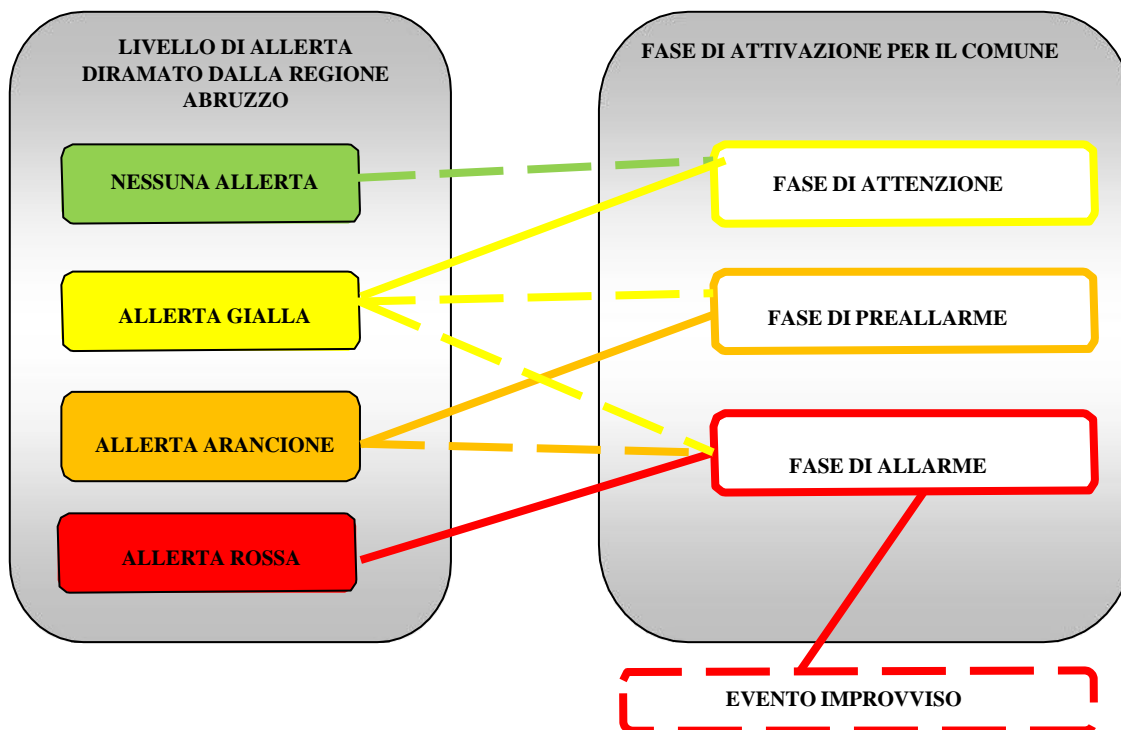 LIVELLO DI ALLERTA
DIRAMATO DALLA REGIONE
ABRUZZO
NESSUNA ALLERTA
ALLERTA GIALLA
ALLERTA ARANCIONE
ALLERTA ROSSA
FASE DI ATTIVAZIONE PER IL COMUNE
FASE DI ATTENZIONE
FASE DI PREALLARME
FASE DI ALLARME
EVENTO IMPROVVISO